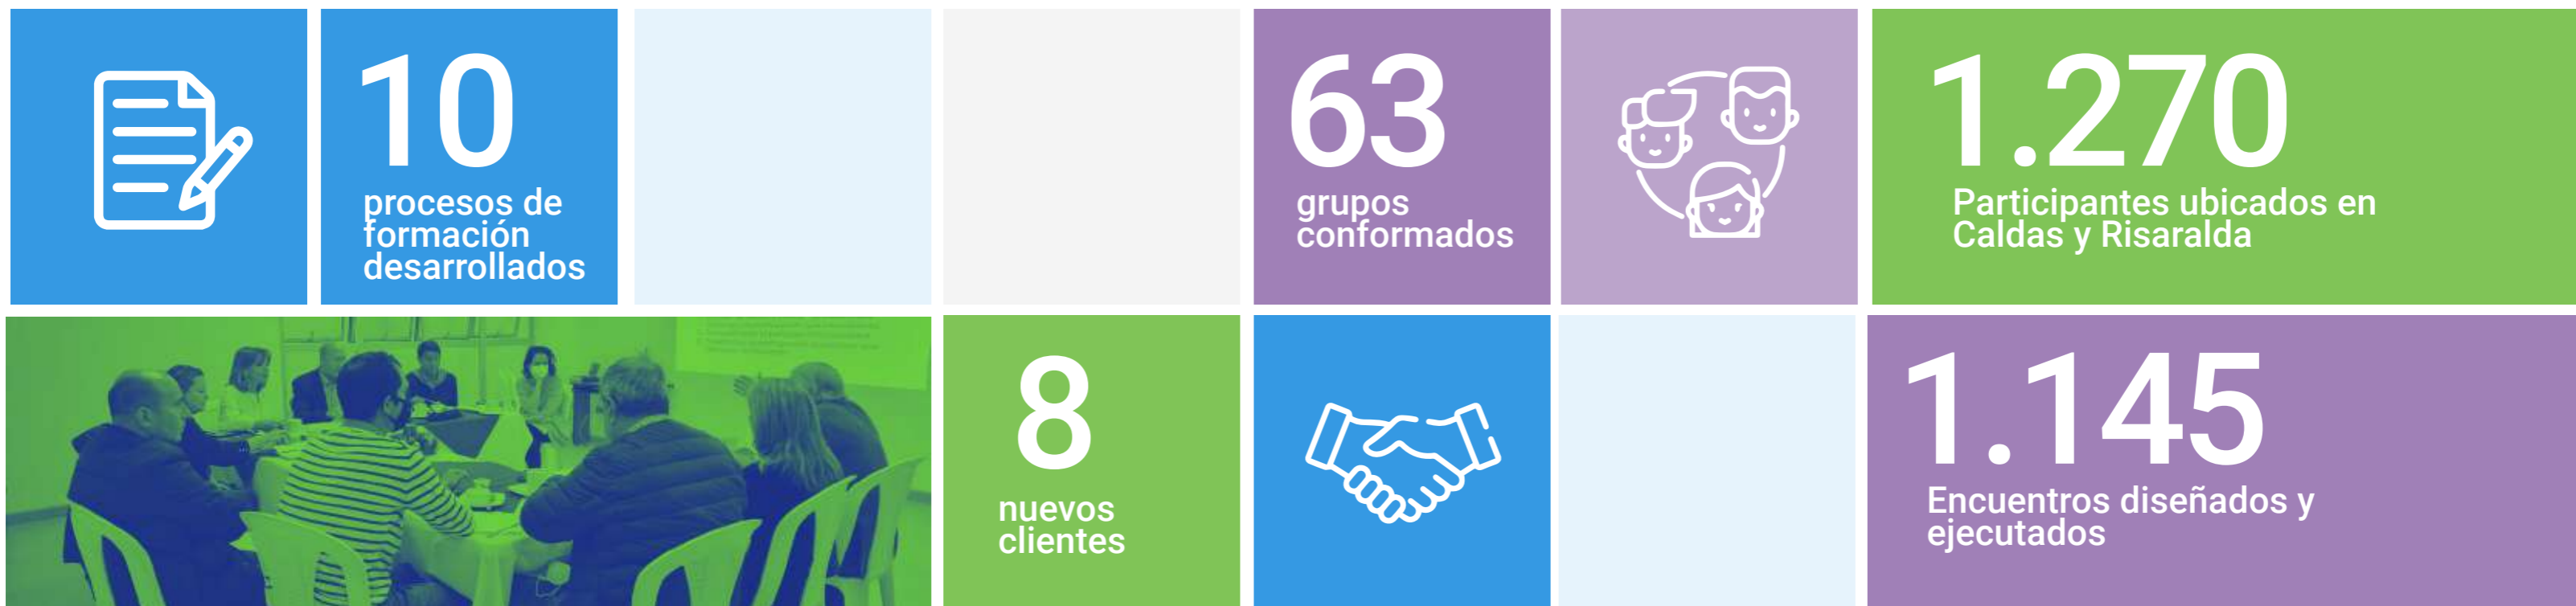 10
procesos de
formación
desarrollados
63
grupos
conformados
1.270
Participantes ubicados en
Caldas y Risaralda
8
nuevos
clientes
1.145
Encuentros diseñados y
ejecutados